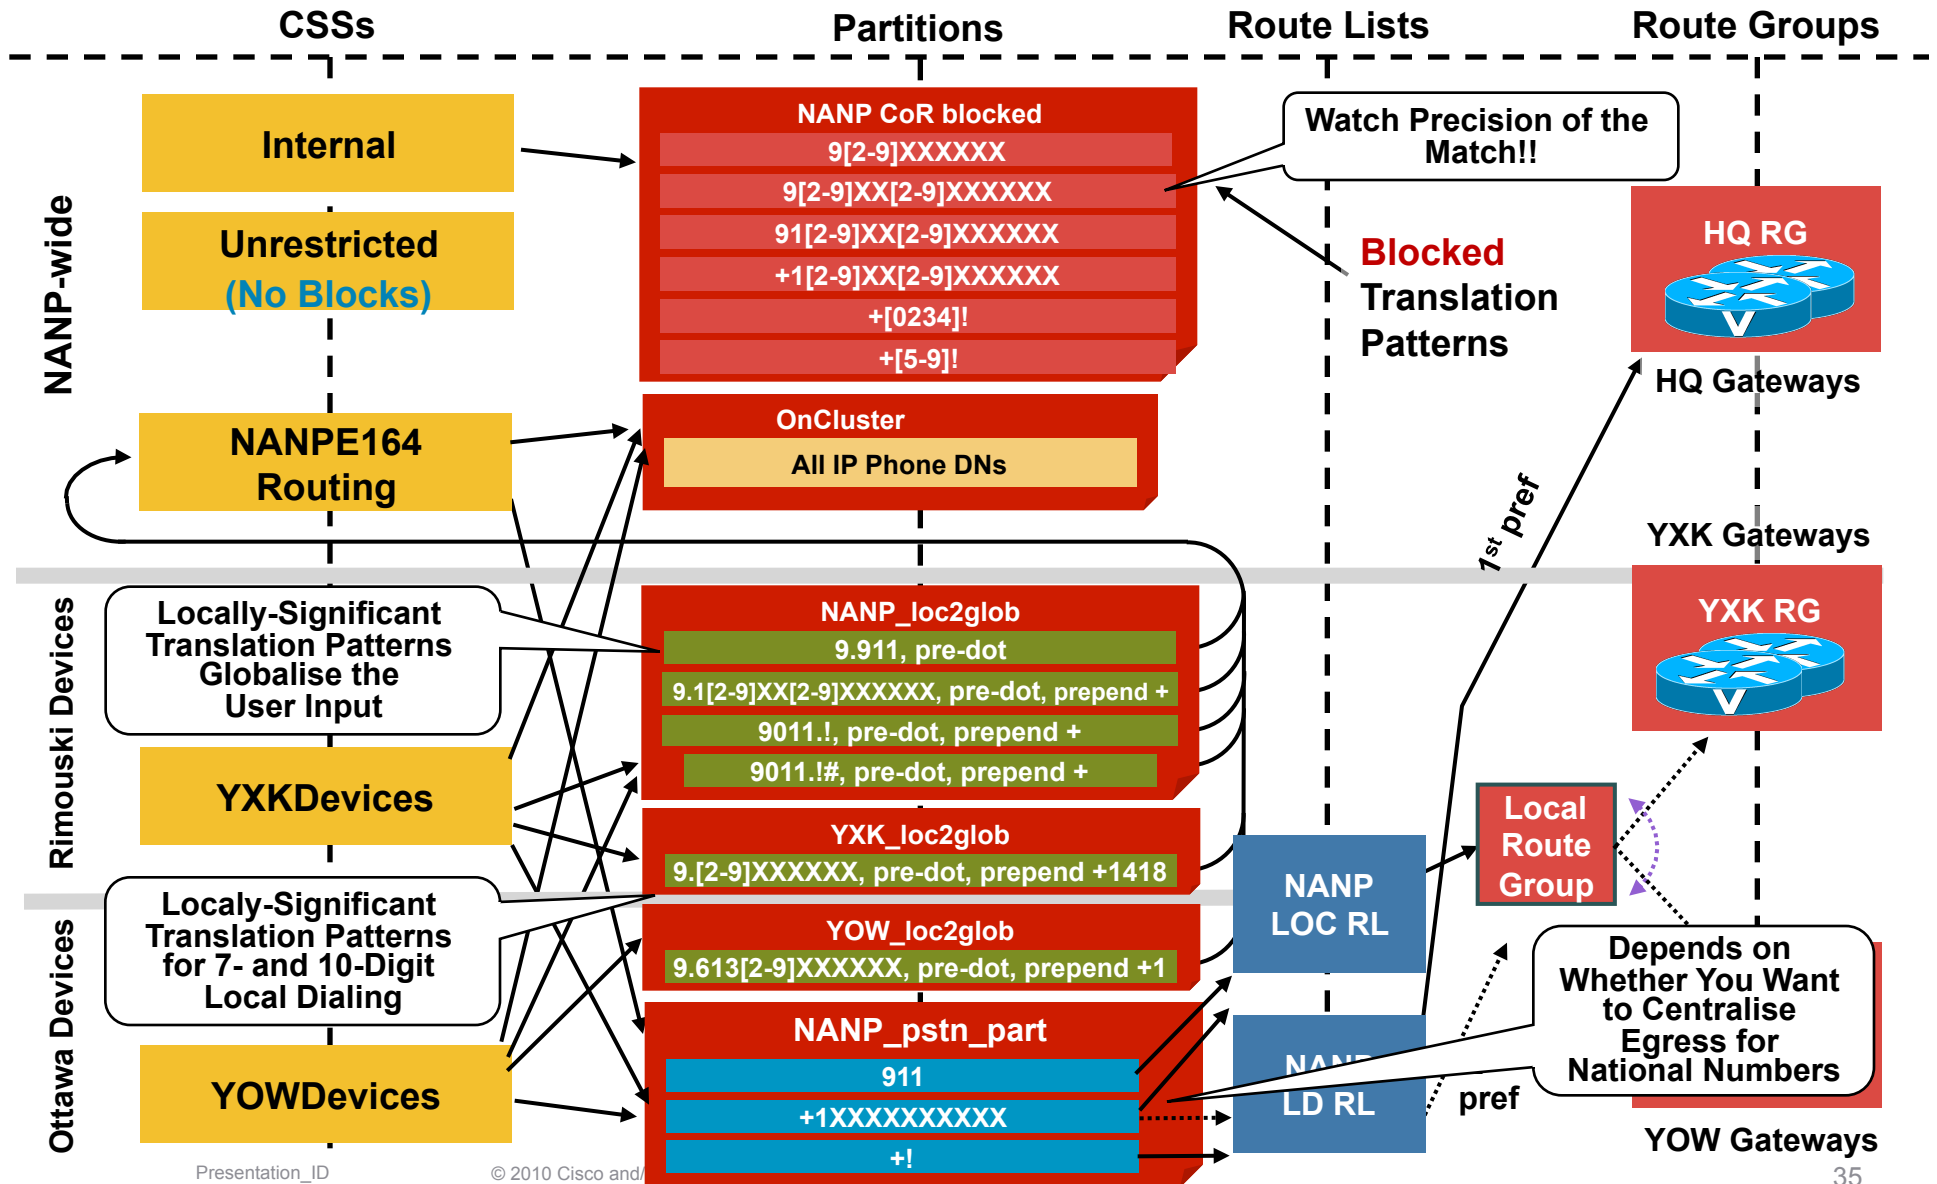 CSSs
Partitions
Route Lists
Route Groups
NANP-wide
Internal
Unrestricted
(No Blocks)
NANPE164
Routing
NANP CoR blocked
9[2-9]XXXXXX
9[2-9]XX[2-9]XXXXXX
91[2-9]XX[2-9]XXXXXX
+1[2-9]XX[2-9]XXXXXX
+[0234]!
+[5-9]!
Watch Precision of the
Match!!
Blocked
Translation
Patterns
HQ RG
V
HQ Gateways
OnCluster
All IP Phone DNs
1st pref
YXK Gateways
YXK RG
V
Rimouski Devices
Locally-Significant
Translation Patterns
Globalise the
User Input
YXKDevices
NANP_loc2glob
9.911, pre-dot
9.1[2-9]XX[2-9]XXXXXX, pre-dot, prepend +
9011.!, pre-dot, prepend +
9011.!#, pre-dot, prepend +
YXK_loc2glob
9.[2-9]XXXXXX, pre-dot, prepend +1418
Local
Route
Group
NANP
LOC RL
Ottawa Devices
Localy-Significant
Translation Patterns
for 7- and 10-Digit
Local Dialing
YOWDevices
YOW_loc2glob
9.613[2-9]XXXXXX, pre-dot, prepend +1
NANP_pstn_part
911
+1XXXXXXXXXX
+!
NANP
LD RL
pref
Depends on
Whether You Want
to Centralise
Egress for
National Numbers
YOW Gateways
Presentation_ID
© 2010 Cisco and/
35